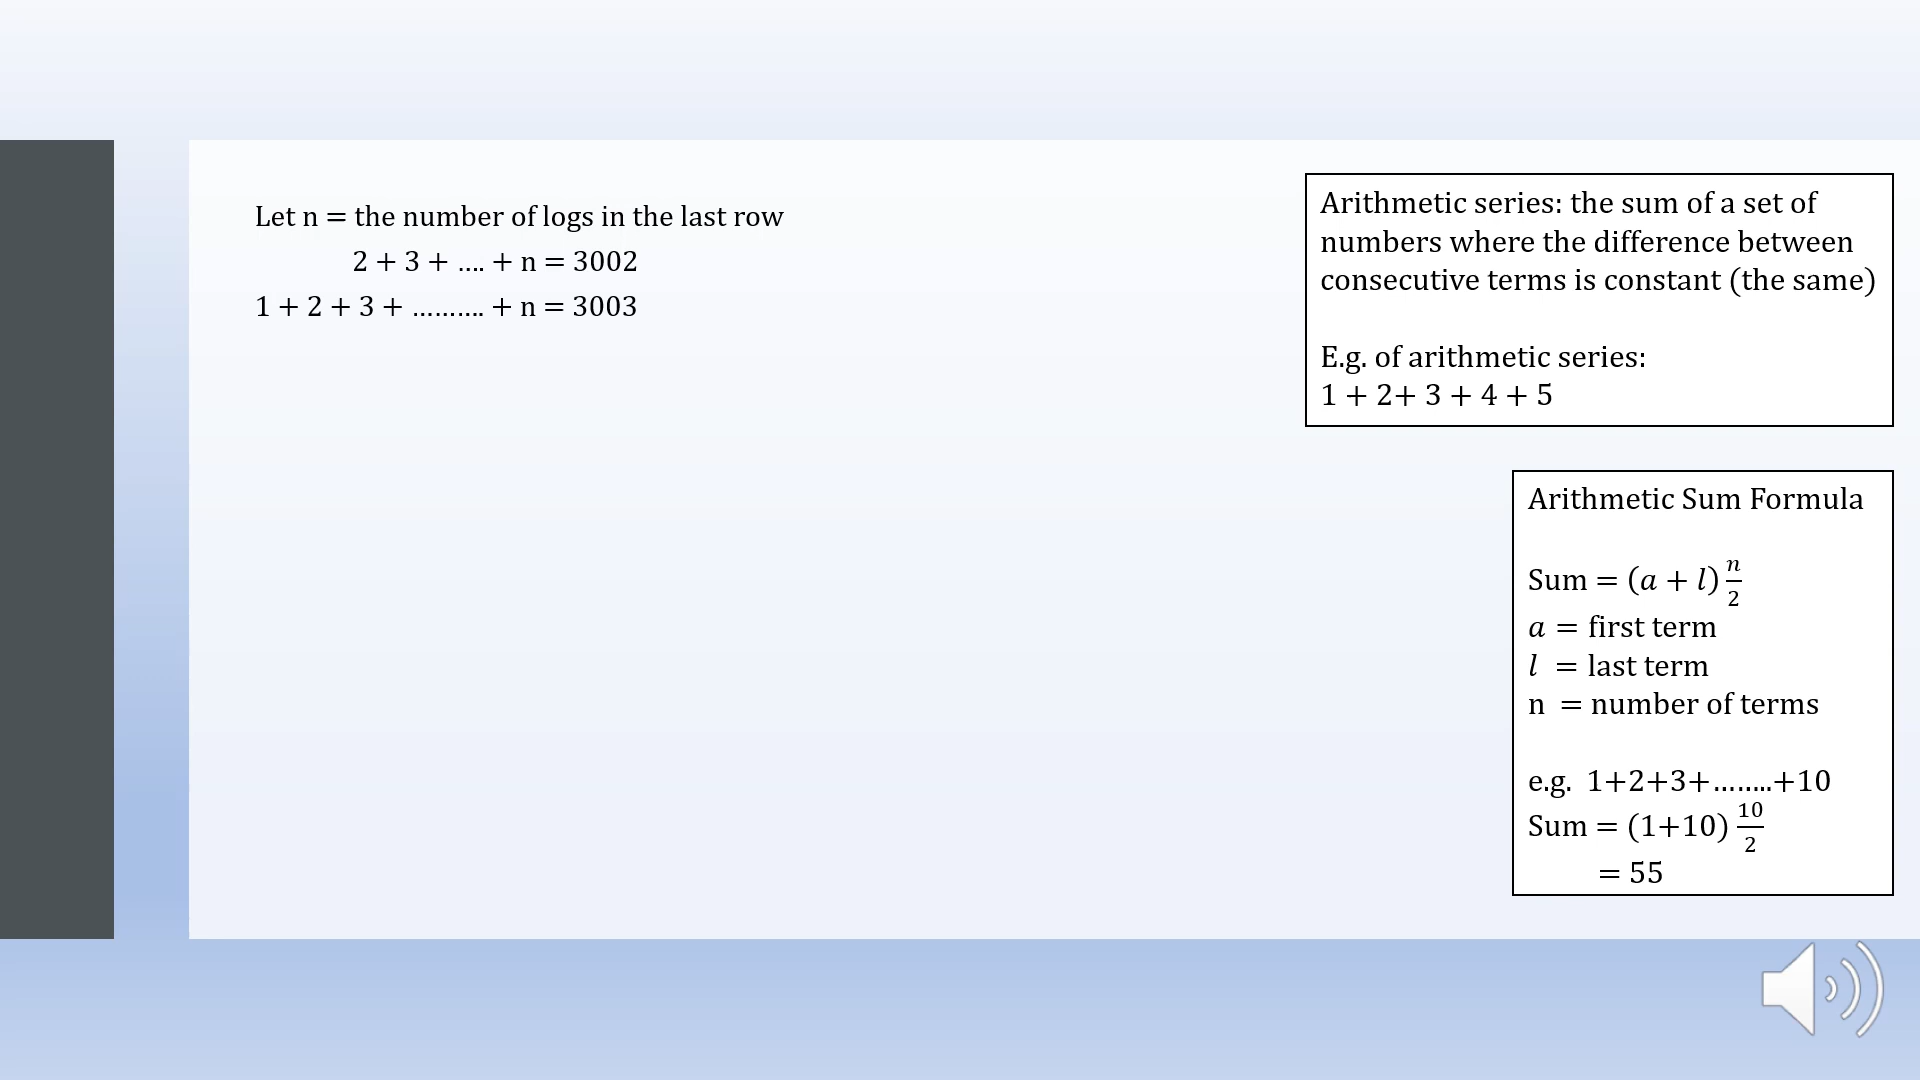 Let n = the number of logs in the last row
2 + 3 + …. + n = 3002
1 + 2 + 3 + ………. + n = 3003
Arithmetic series: the sum of a set of
numbers where the difference between
consecutive terms is constant (the same)
E.g. of arithmetic series:
1 + 2+ 3 + 4 + 5
Arithmetic Sum Formula
Sum = (a + l) n/2
a = first term
l = last term
n = number of terms
e.g. 1+2+3+……..+10
Sum = (1+10) 10/2
= 55